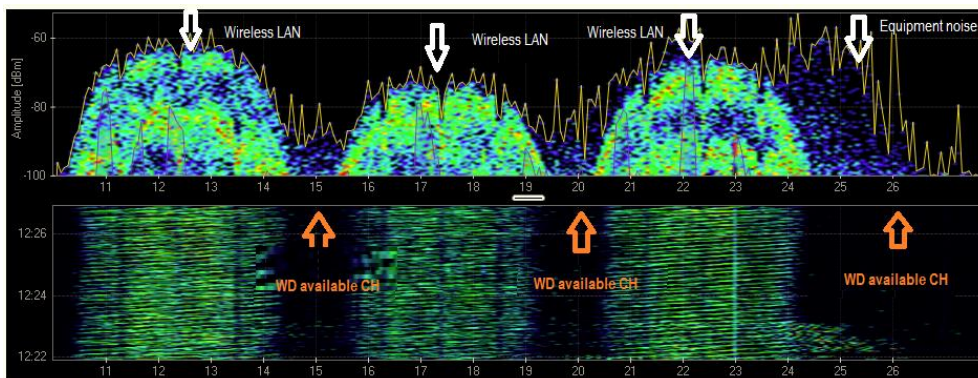 Wireless LAN
Wireless LAN
Wireless LAN
Equipment noise
Amplitude [dBm]
-60
-80
-100
11 12 13 14 15 16 17 18 19 20 21 22 23 24 25 26
12:26
12:24
12:22
WD available CH
WD available CH
WD available CH
11 12 13 14 15 16 17 18 19 20 21 22 23 24 25 26